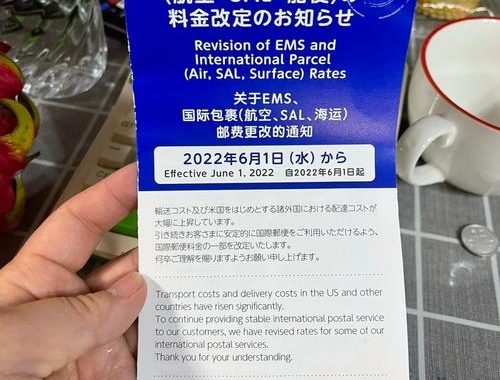 (航空、SAL、船便)の
料金改定のお知らせ
Revision of EMS and
International Parcel
(Air, SAL, Surface) Rates
关于EMS、
国际包裹(航空、SAL、海运)
邮费更改的通知
2022年6月1日(水)から
Effective June 1, 2022 自2022年6月1日起
輸送コスト及び米国をはじめとする諸外国における配達コストが
大幅に上昇しています。
引き続きお客さまに安定的に国際郵便をご利用いただけるよう、
国際郵便料金の一部を改定いたします。
何卒ご理解を賜りますようお願い申し上げます。
Transport costs and delivery costs in the US and other
countries have risen significantly.
To continue providing stable international postal service
to our customers, we have revised rates for some of our
international postal services.
Thank you for your understanding.